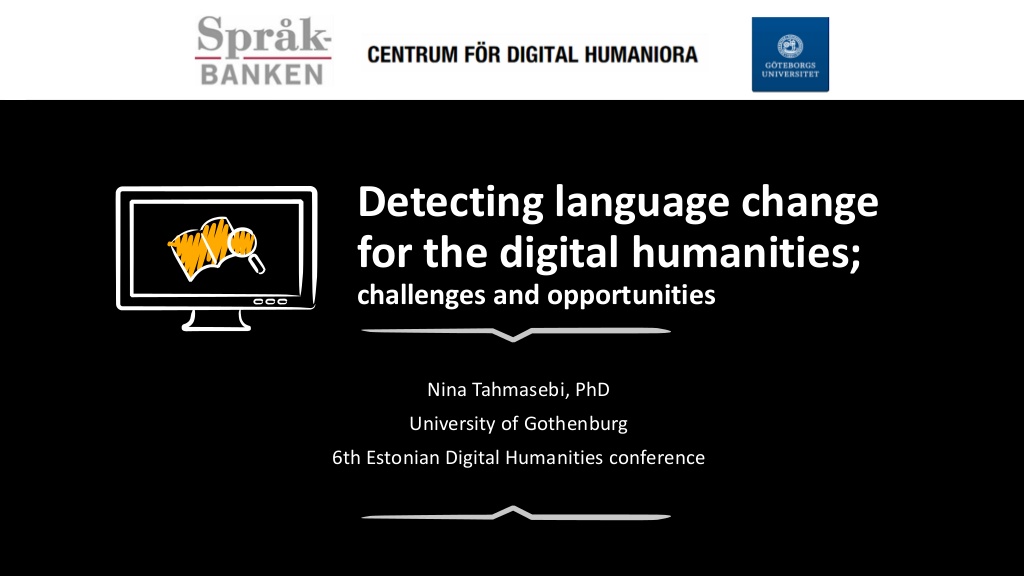 Språk-
BANKEN
CENTRUM FÖR DIGITAL HUMANIORA
GÖTEBORGS
UNIVERSITET
Detecting language change
for the digital humanities;
challenges and opportunities
Nina Tahmasebi, PhD
University of Gothenburg
6th Estonian Digital Humanities conference